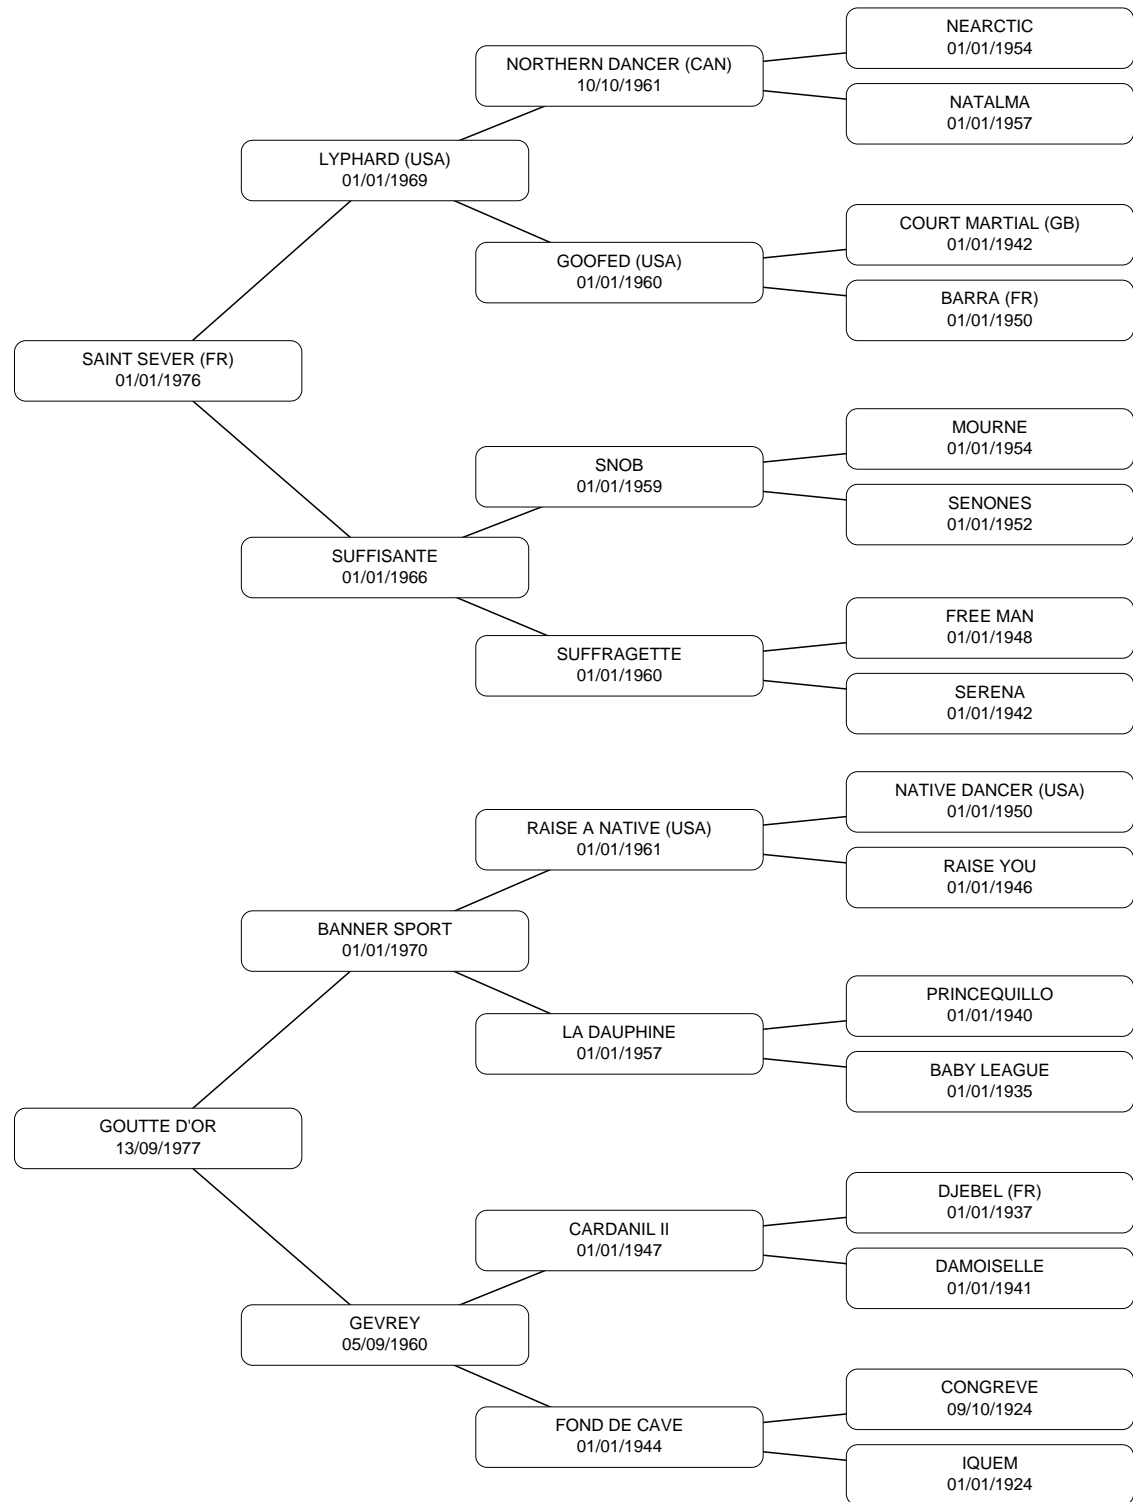 NEARCTIC
01/01/1954
NORTHERN DANCER (CAN)
10/10/1961
NATALMA
01/01/1957
LYPHARD (USA)
01/01/1969
COURT MARTIAL (GB)
01/01/1942
GOOFED (USA)
01/01/1960
BARRA (FR)
01/01/1950
SAINT SEVER (FR)
01/01/1976
MOURNE
01/01/1954
SNOB
01/01/1959
SENONES
01/01/1952
SUFFISANTE
01/01/1966
FREE MAN
01/01/1948
SUFFRAGETTE
01/01/1960
SERENA
01/01/1942
NATIVE DANCER (USA)
01/01/1950
RAISE A NATIVE (USA)
01/01/1961
RAISE YOU
01/01/1946
BANNER SPORT
01/01/1970
PRINCEQUILLO
01/01/1940
LA DAUPHINE
01/01/1957
BABY LEAGUE
01/01/1935
GOUTTE D'OR
13/09/1977
DJEBEL (FR)
01/01/1937
CARDANIL II
01/01/1947
DAMOISELLE
01/01/1941
GEVREY
05/09/1960
CONGREVE
09/10/1924
FOND DE CAVE
01/01/1944
IQUEM
01/01/1924